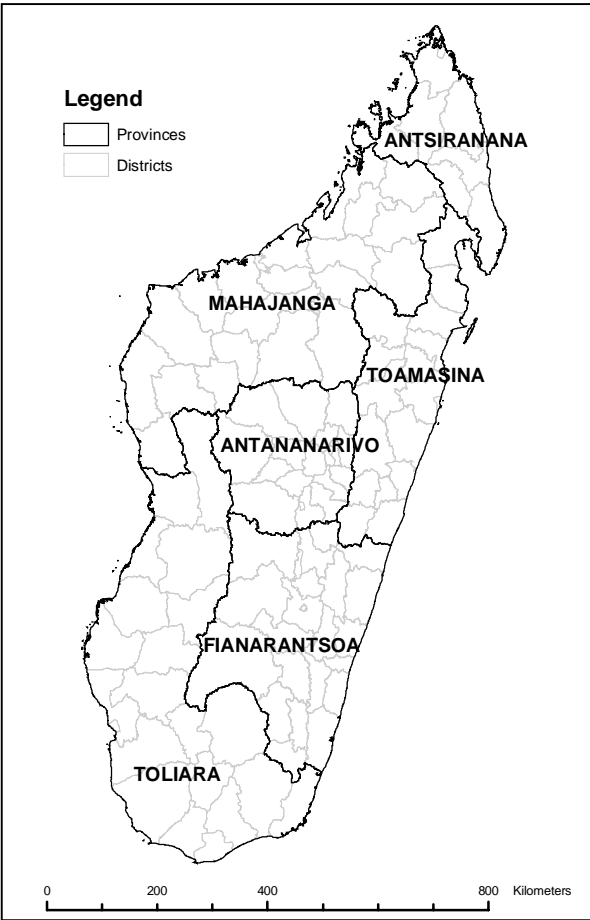 Legend
Provinces
Districts
ANTSIRANANA
MAHAJANGA
TOAMASINA
ANTANANARIVO
FIANARANTSOA
TOLIARA
0 200 400 800 Kilometers